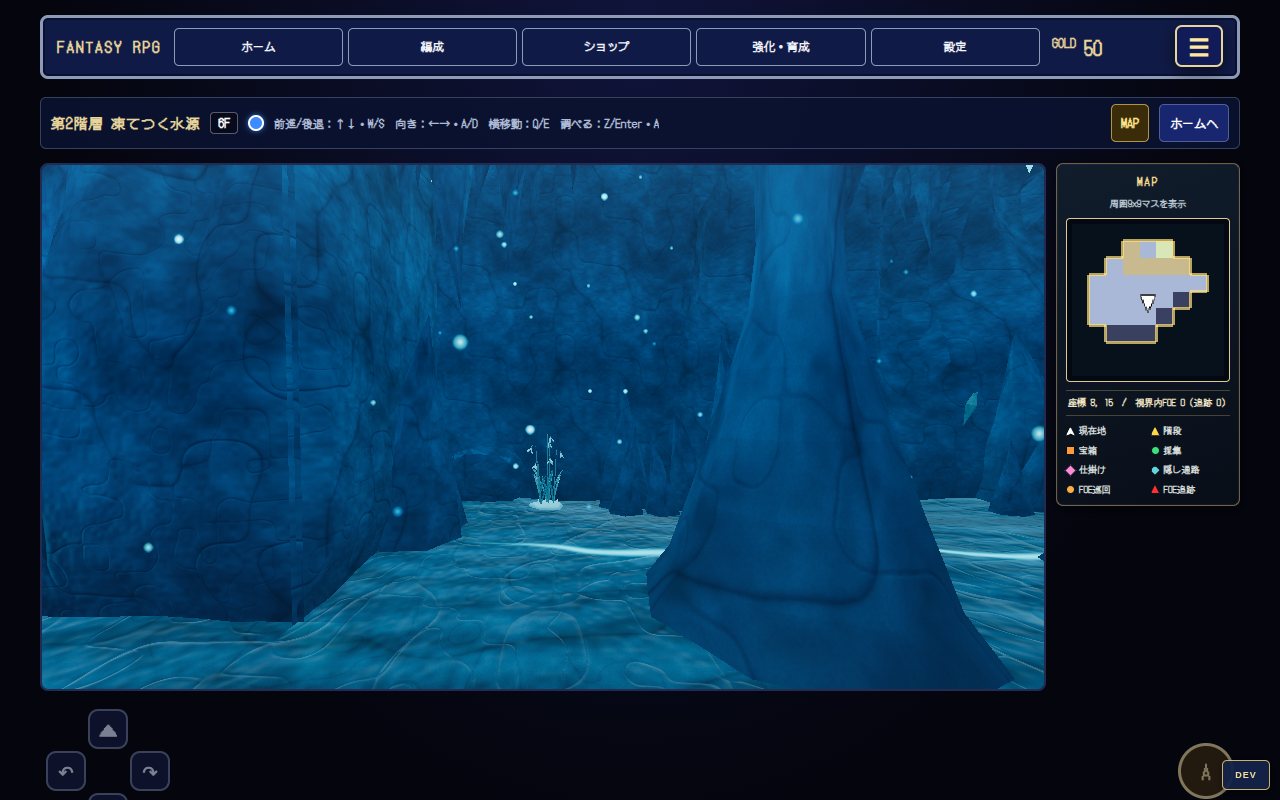 FANTASY RPG ホーム 編成 ショップ 強化・育成 設定 GOLD 50
第2階層 凍てつく水源 6F 前進/後退：↑↓・W/S 向き：←→・A/D 横移動：Q/E 調べる：Z/Enter・A MAP ホームへ
MAP
周囲9x9マスを表示
座標 8, 15 / 視界内FOE 0 (追跡 0)
現在地 階段
宝箱 採集
仕掛け 隠し通路
FOE巡回 FOE追跡
A DEV